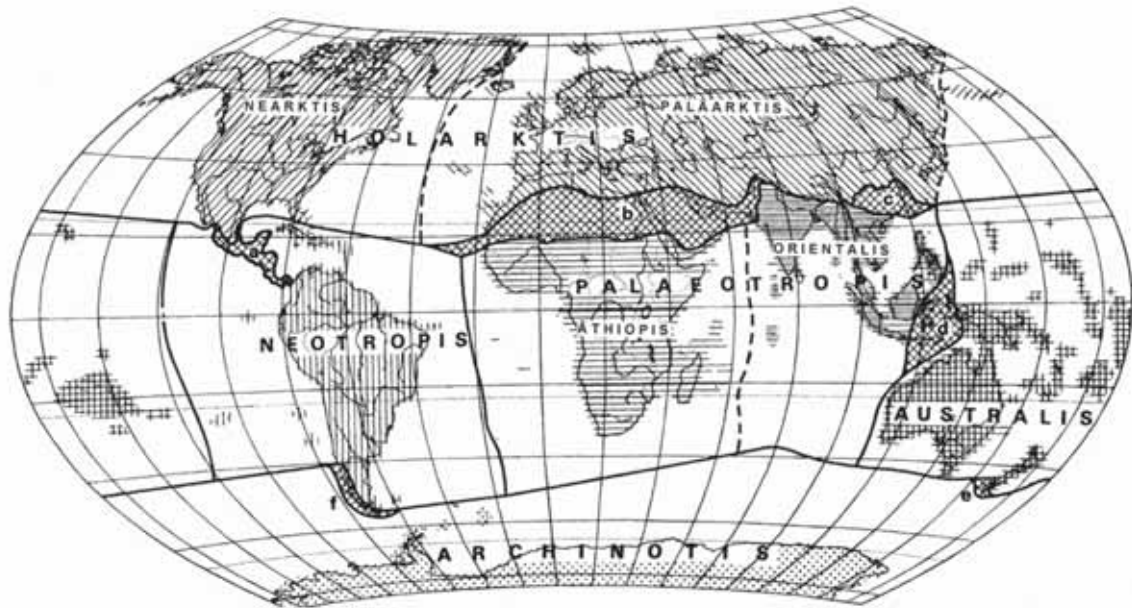 NEARKTIS
PALÄARKTIS
HOLARKTIS
c
b
ORIENTALIS
a
PALAEOTROPIS
d
ÄTHIOPIS
NEOTROPIS
AUSTRALIS
e
f
ARCHINOTIS